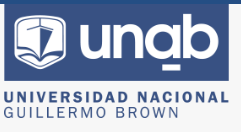 unab
UNIVERSIDAD NACIONAL
GUILLERMO BROWN